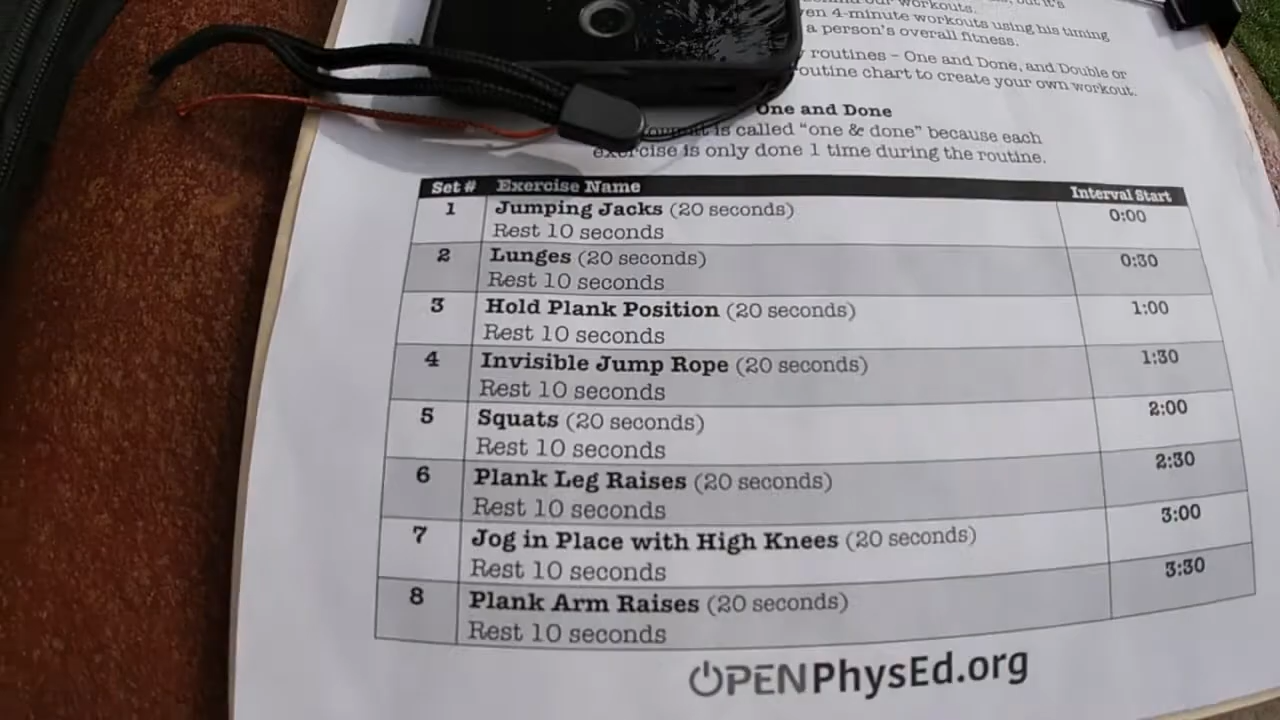 our workouts.
4-minute workouts using his timing
a person's overall fitness.
routines – One and Done, and Double or
routine chart to create your own workout.
One and Done
is called "one & done" because each
exercise is only done 1 time during the routine.
Set # Exercise Name Interval Start
1 Jumping Jacks (20 seconds) 0:00
Rest 10 seconds
2 Lunges (20 seconds) 0:30
Rest 10 seconds
3 Hold Plank Position (20 seconds) 1:00
Rest 10 seconds
4 Invisible Jump Rope (20 seconds) 1:30
Rest 10 seconds
5 Squats (20 seconds) 2:00
Rest 10 seconds
6 Plank Leg Raises (20 seconds) 2:30
Rest 10 seconds
7 Jog in Place with High Knees (20 seconds) 3:00
Rest 10 seconds
8 Plank Arm Raises (20 seconds) 3:30
Rest 10 seconds
OPENPhysEd.org